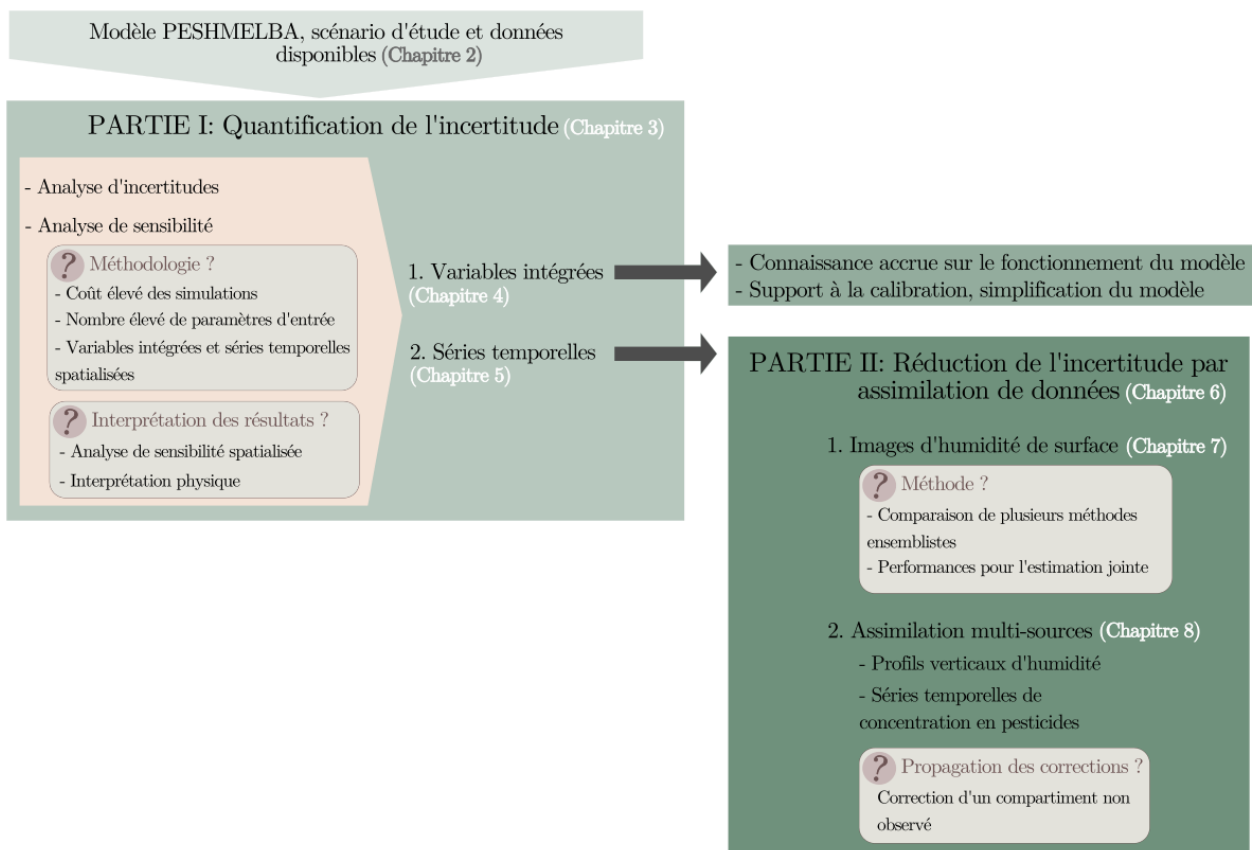 Modèle PESHMELBA, scénario d'étude et données
disponibles (Chapitre 2)
PARTIE I: Quantification de l'incertitude (Chapitre 3)
- Analyse d'incertitudes
- Analyse de sensibilité
? Méthodologie ?
- Coût élevé des simulations
- Nombre élevé de paramètres d'entrée
- Variables intégrées et séries temporelles
spatialisées
? Interprétation des résultats ?
- Analyse de sensibilité spatialisée
- Interprétation physique
1. Variables intégrées
(Chapitre 4)
2. Séries temporelles
(Chapitre 5)
- Connaissance accrue sur le fonctionnement du modèle
- Support à la calibration, simplification du modèle
PARTIE II: Réduction de l'incertitude par
assimilation de données (Chapitre 6)
1. Images d'humidité de surface (Chapitre 7)
? Méthode ?
- Comparaison de plusieurs méthodes
ensemblistes
- Performances pour l'estimation jointe
2. Assimilation multi-sources (Chapitre 8)
- Profils verticaux d'humidité
- Séries temporelles de
concentration en pesticides
? Propagation des corrections ?
Correction d'un compartiment non
observé